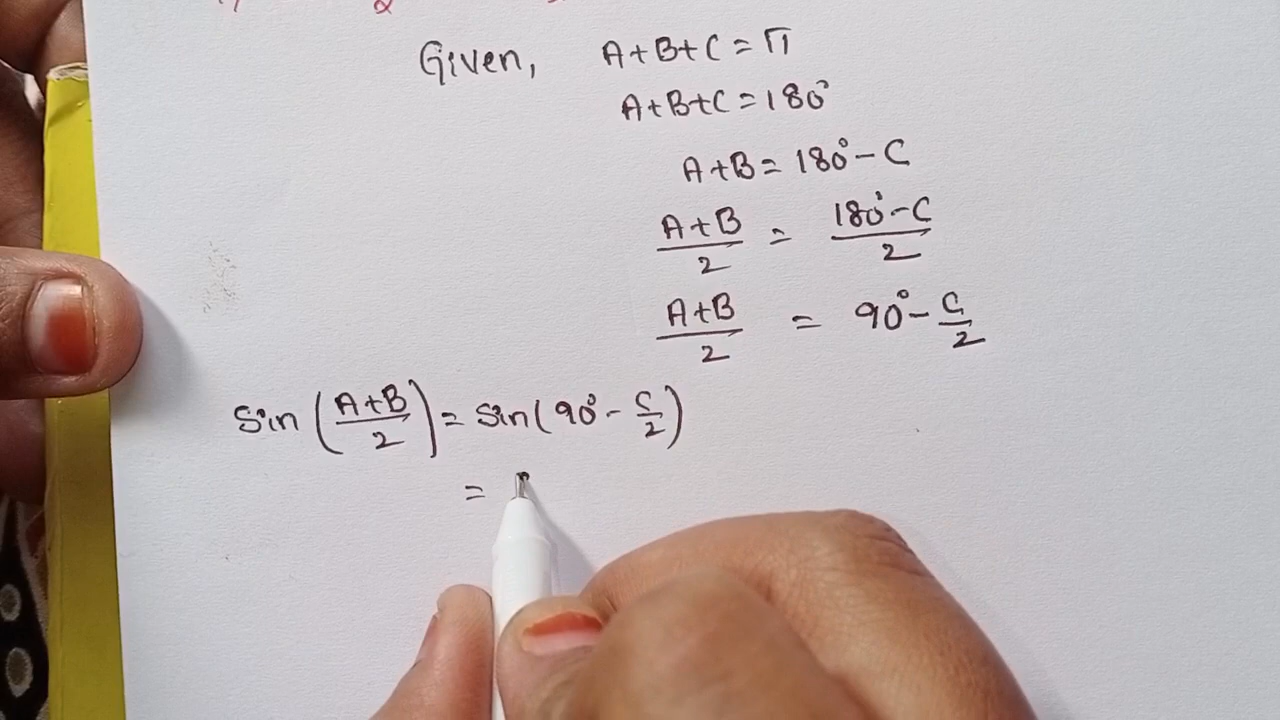 Given, A+B+C=π
A+B+C=180°
A+B=180°-C
A+B/2 = 180°-C/2
A+B/2 = 90°-C/2
Sin(A+B/2)=Sin(90°-C/2)
=